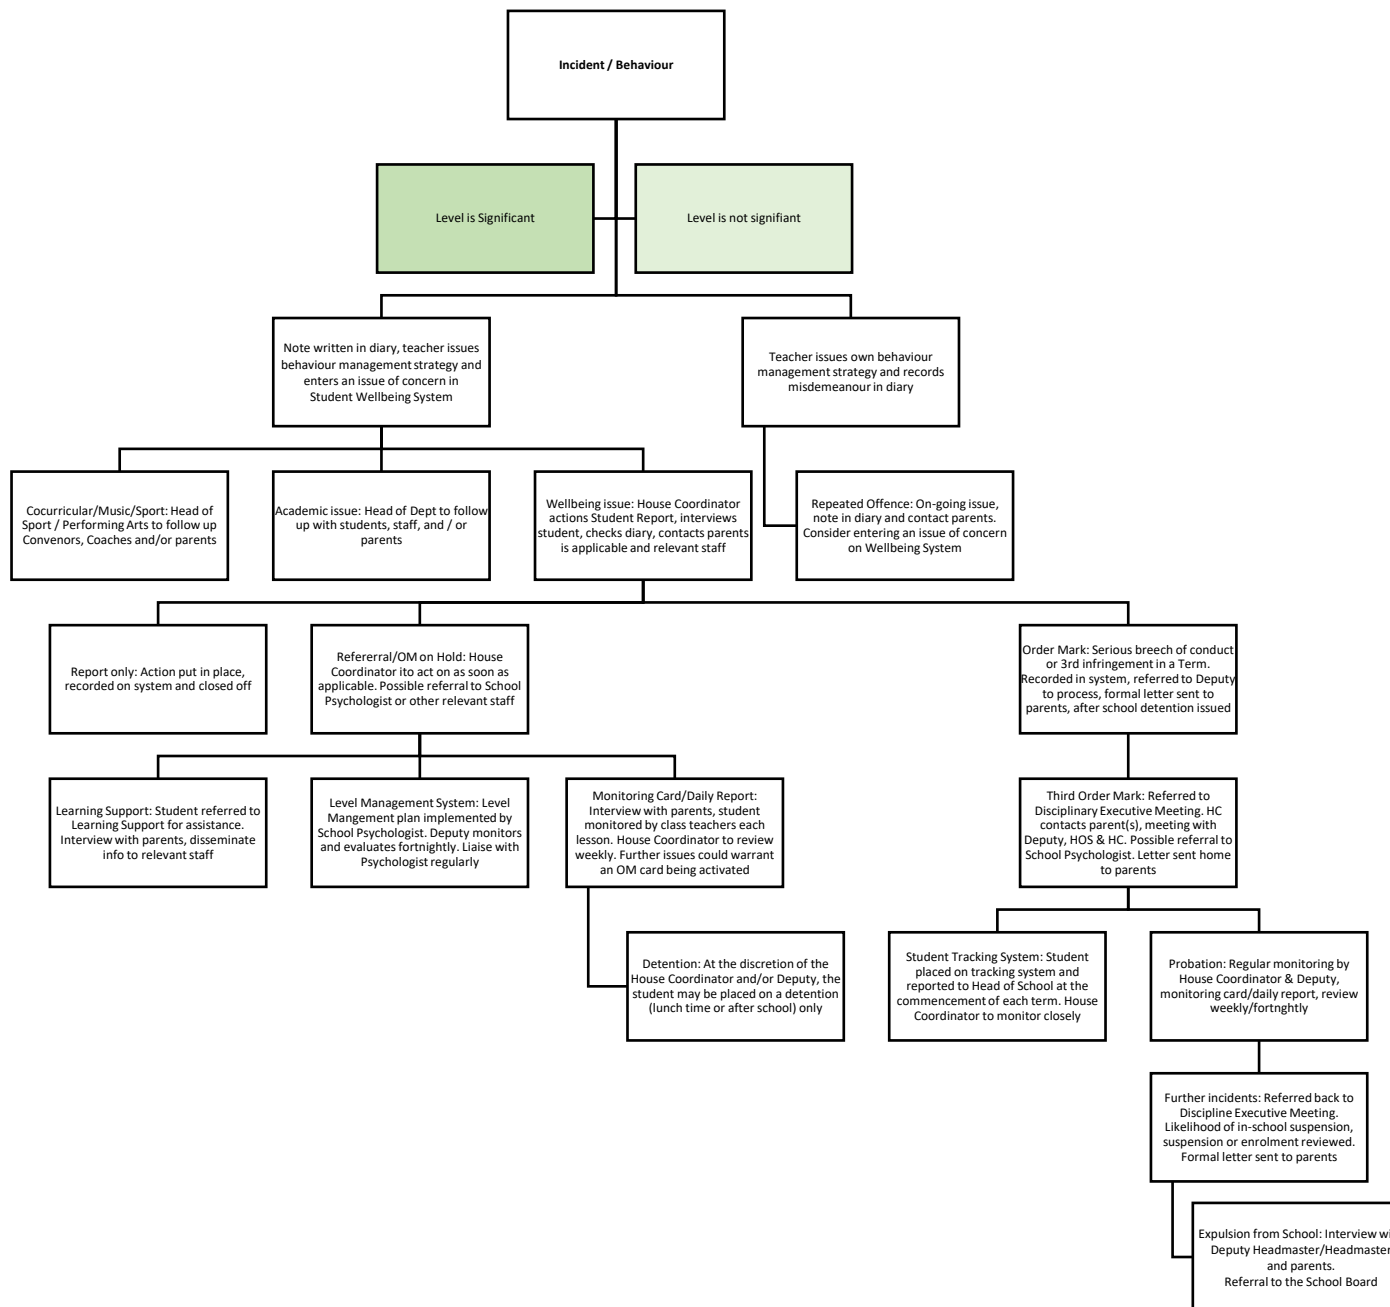 Incident / Behaviour
Level is Significant
Level is not signifiant
Note written in diary, teacher issues
behaviour management strategy and
enters an issue of concern in
Student Wellbeing System
Teacher issues own behaviour
management strategy and records
misdemeanour in diary
Cocurricular/Music/Sport: Head of
Sport / Performing Arts to follow up
Convenors, Coaches and/or parents
Academic issue: Head of Dept to follow
up with students, staff, and / or
parents
Wellbeing issue: House Coordinator
actions Student Report, interviews
student, checks diary, contacts parents
is applicable and relevant staff
Repeated Offence: On-going issue,
note in diary and contact parents.
Consider entering an issue of concern
on Wellbeing System
Report only: Action put in place,
recorded on system and closed off
Refererral/OM on Hold: House
Coordinator ito act on as soon as
applicable. Possible referral to School
Psychologist or other relevant staff
Order Mark: Serious breech of conduct
or 3rd infringement in a Term.
Recorded in system, referred to Deputy
to process, formal letter sent to
parents, after school detention issued
Learning Support: Student referred to
Learning Support for assistance.
Interview with parents, disseminate
info to relevant staff
Level Management System: Level
Mangement plan implemented by
School Psychologist. Deputy monitors
and evaluates fortnightly. Liaise with
Psychologist regularly
Monitoring Card/Daily Report:
Interview with parents, student
monitored by class teachers each
lesson. House Coordinator to review
weekly. Further issues could warrant
an OM card being activated
Third Order Mark: Referred to
Disciplinary Executive Meeting. HC
contacts parent(s), meeting with
Deputy, HOS & HC. Possible referral to
School Psychologist. Letter sent home
to parents
Detention: At the discretion of the
House Coordinator and/or Deputy, the
student may be placed on a detention
(lunch time or after school) only
Student Tracking System: Student
placed on tracking system and
reported to Head of School at the
commencement of each term. House
Coordinator to monitor closely
Probation: Regular monitoring by
House Coordinator & Deputy,
monitoring card/daily report, review
weekly/fortnghtly
Further incidents: Referred back to
Discipline Executive Meeting.
Likelihood of in-school suspension,
suspension or enrolment reviewed.
Formal letter sent to parents
Expulsion from School: Interview
Deputy Headmaster/Headmaster
and parents.
Referral to the School Board